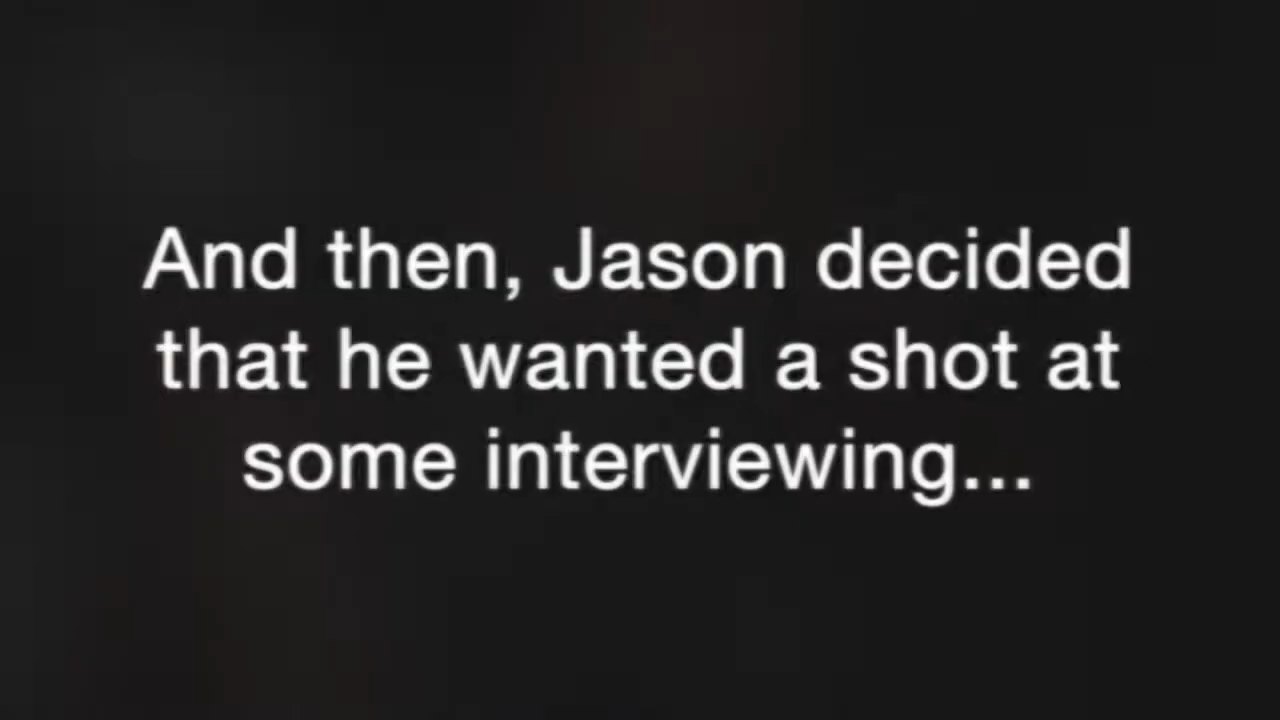 And then, Jason decided
that he wanted a shot at
some interviewing...